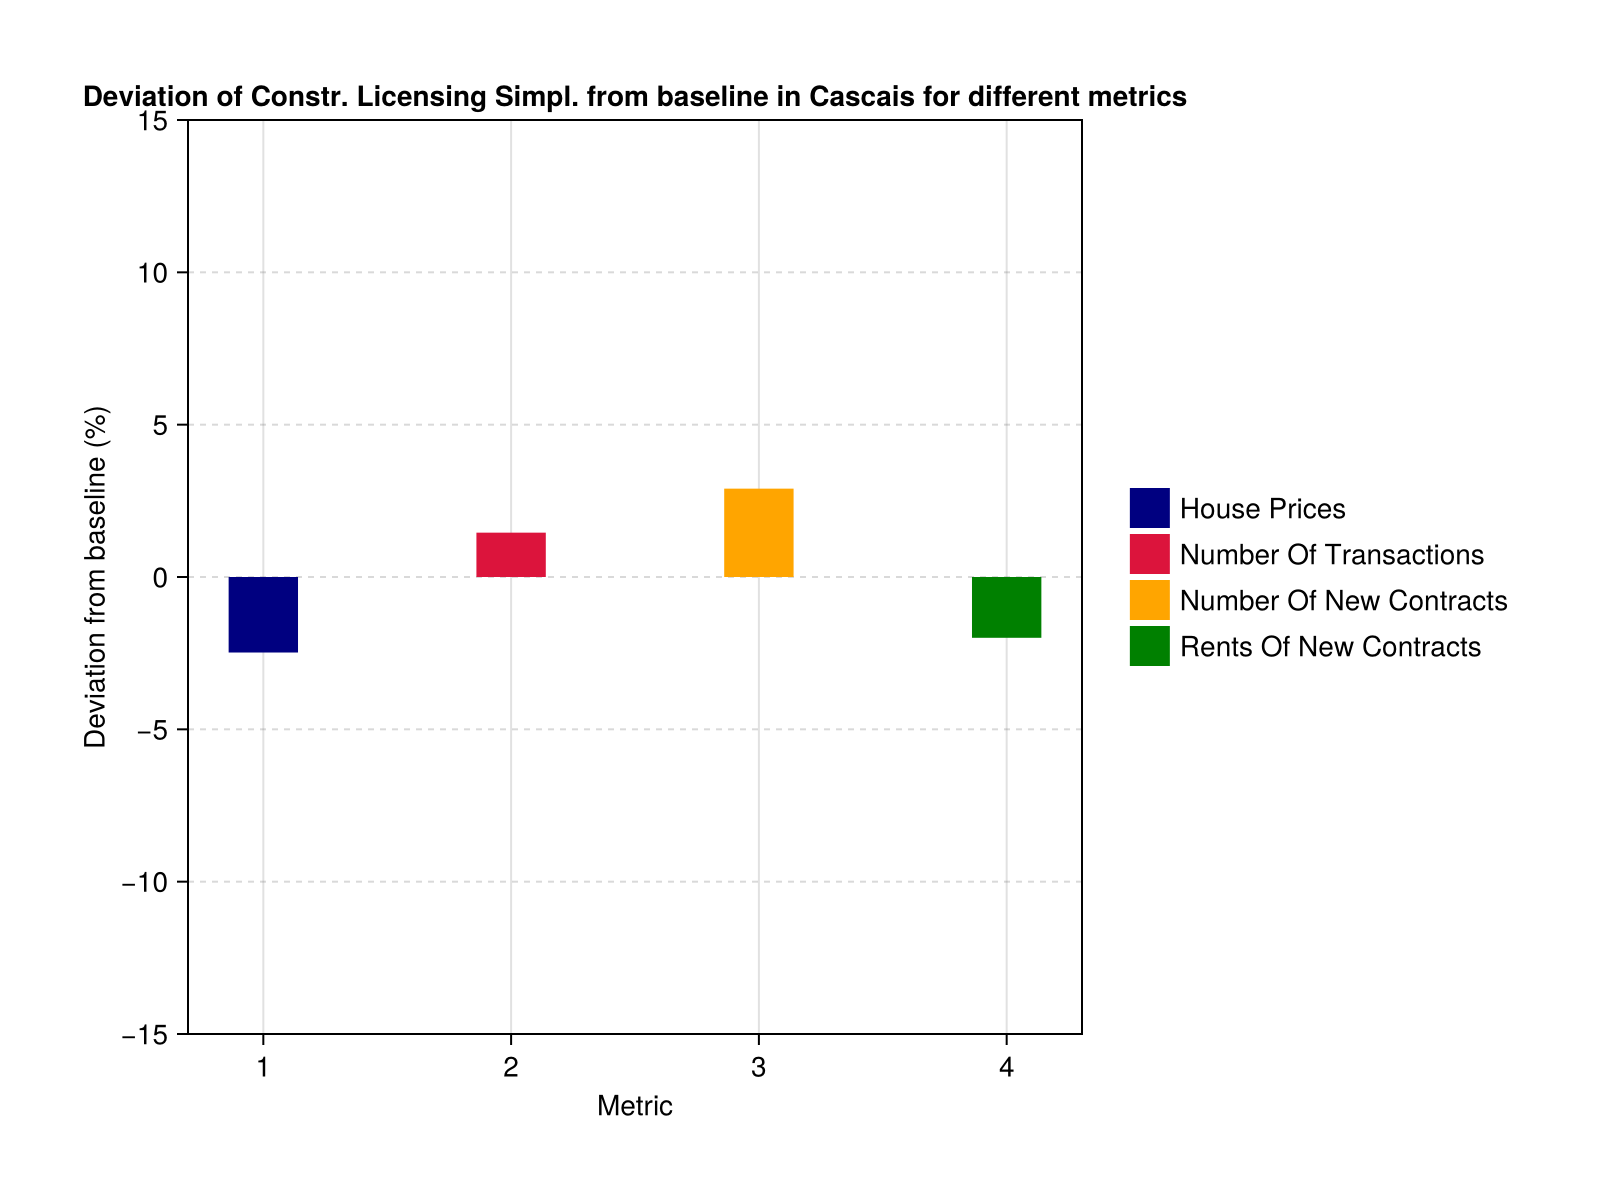 Deviation of Constr. Licensing Simpl. from baseline in Cascais for different metrics
15
10
5
0
−5
−10
−15
Deviation from baseline (%)
1 2 3 4
Metric
House Prices
Number Of Transactions
Number Of New Contracts
Rents Of New Contracts